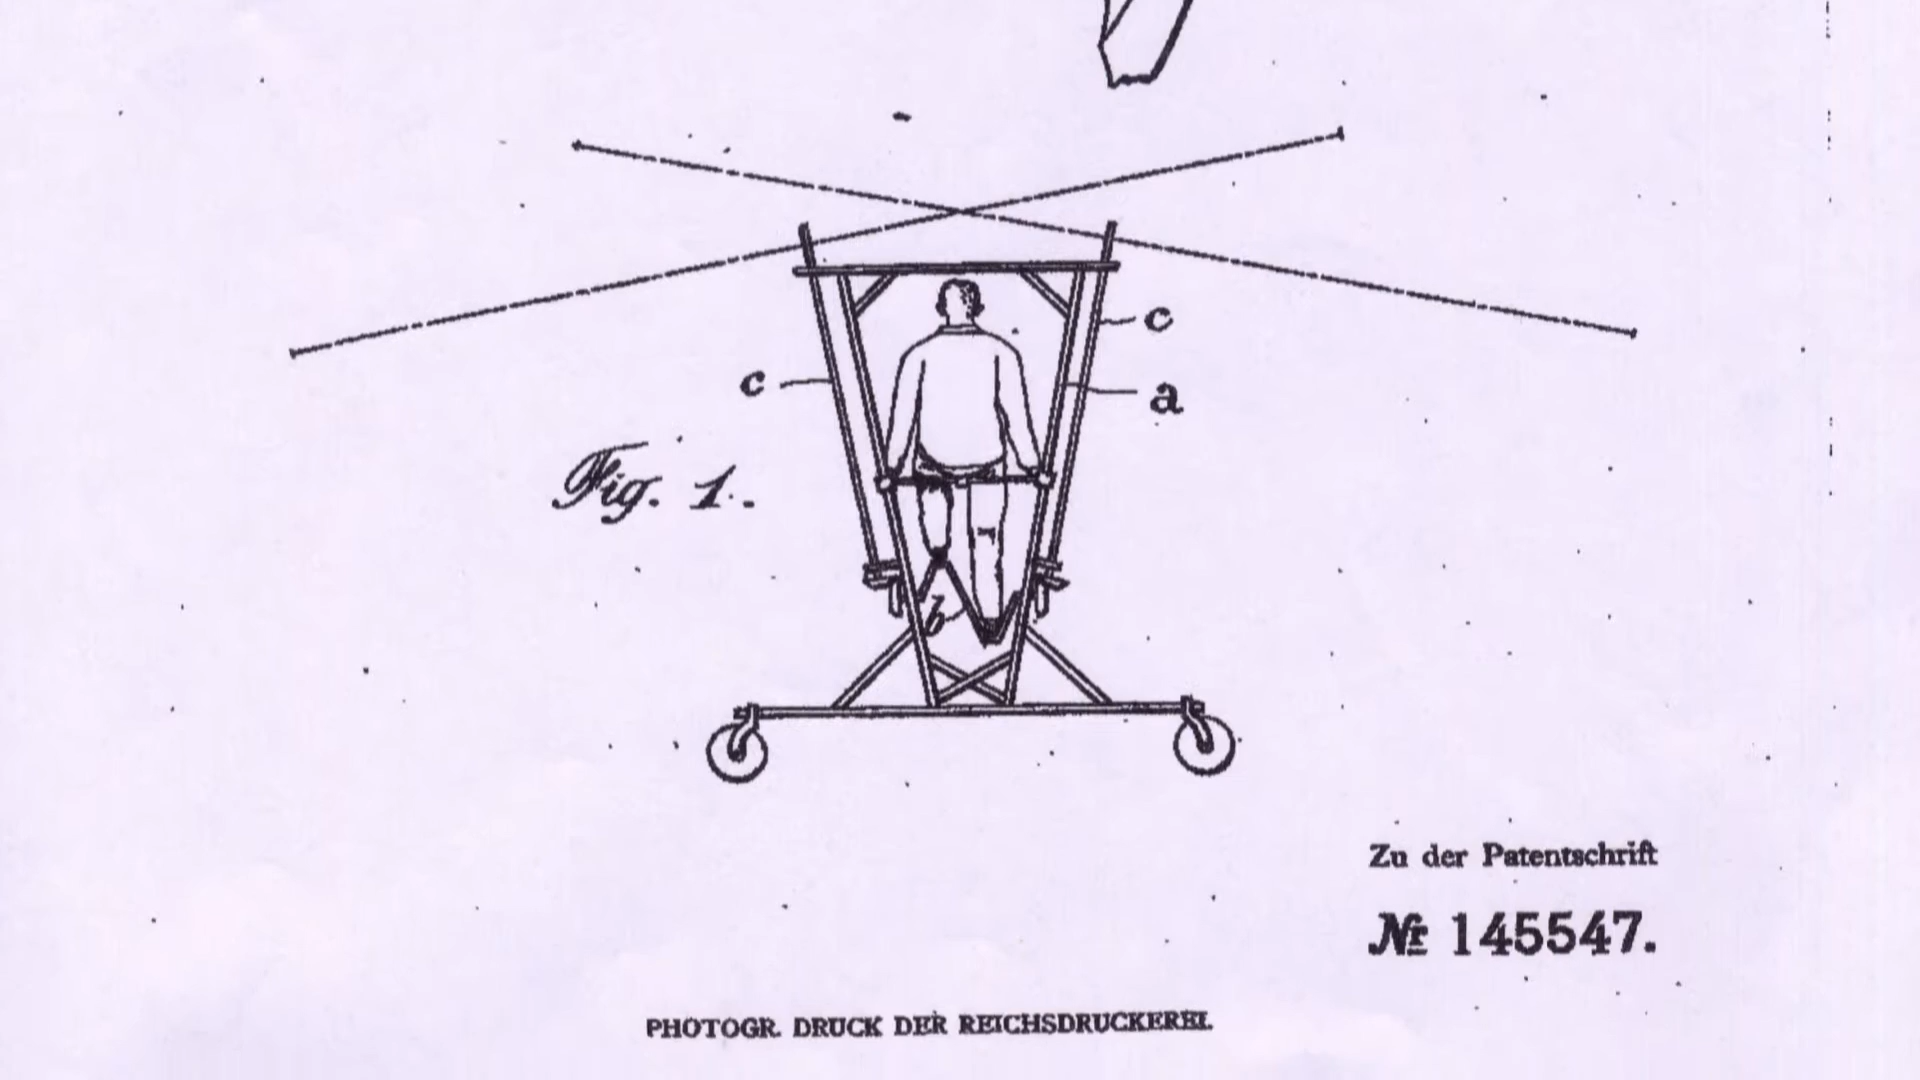 c
c
a
Fig. 1.
b
Zu der Patentschrift
№ 145547.
PHOTOGR. DRUCK DER REICHSDRUCKEREI.